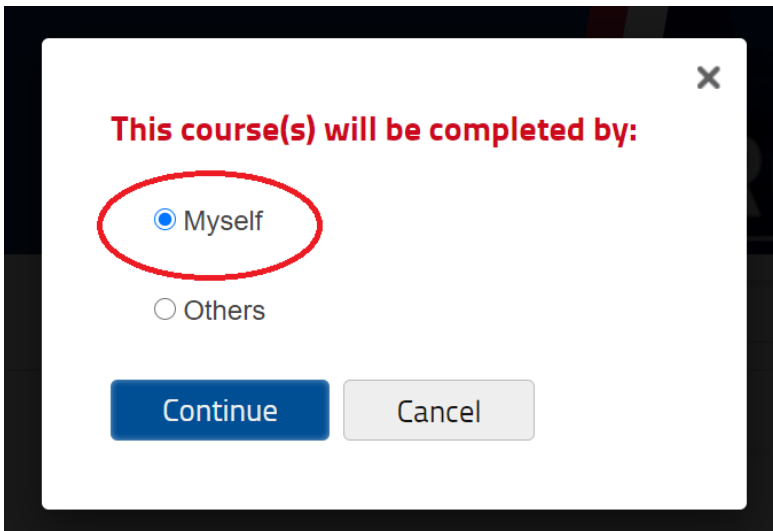 This course(s) will be completed by:
Myself
Others
Continue
Cancel